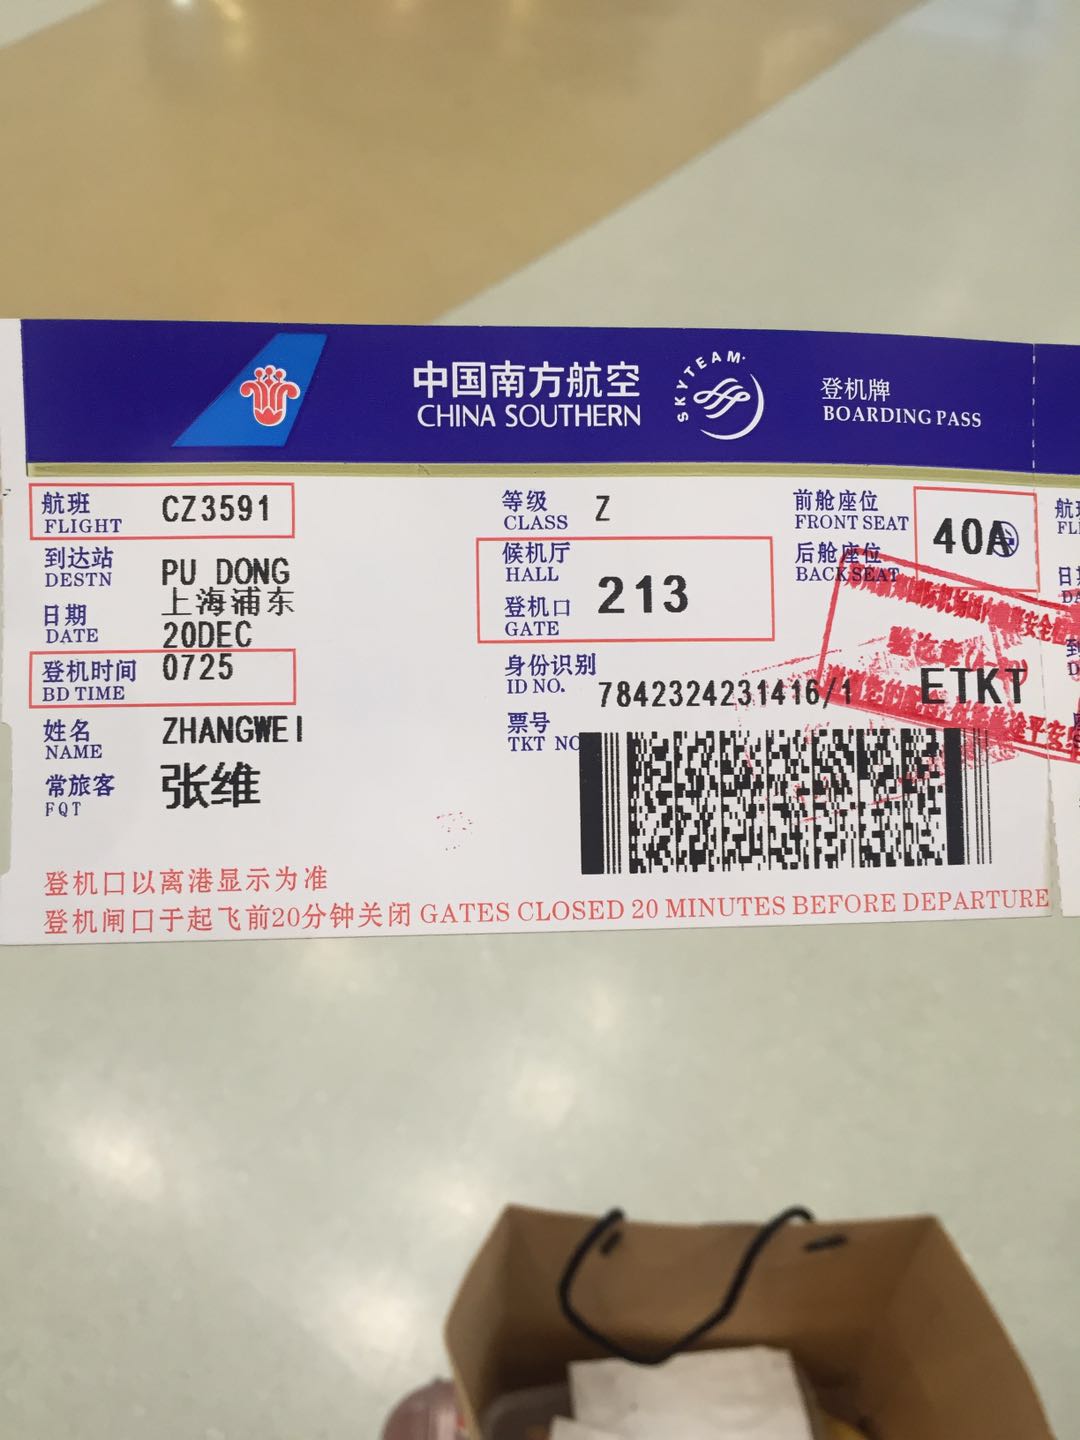 中国南方航空
CHINA SOUTHERN
SKYTEAM
登机牌
BOARDING PASS
航班 FLIGHT CZ3591
等级 CLASS Z
前舱座位 FRONT SEAT
后舱座位 BACK SEAT
40A
到达站 DESTN PU DONG
上海浦东
候机厅 HALL
登机口 GATE 213
日期 DATE 20DEC
登机时间 BD TIME 0725
身份识别 ID NO. 7842324231416/1 ETKT
姓名 NAME ZHANGWEI
票号 TKT NO
常旅客 FQT 张维
登机口以离港显示为准
登机闸口于起飞前20分钟关闭 GATES CLOSED 20 MINUTES BEFORE DEPARTURE